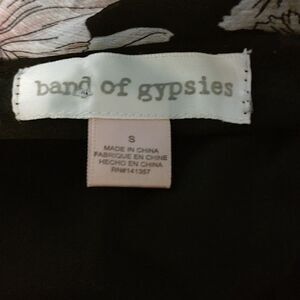 band of gypsies
S
MADE IN CHINA
FABRIQUE EN CHINE
HECHO EN CHINA
RN#141357